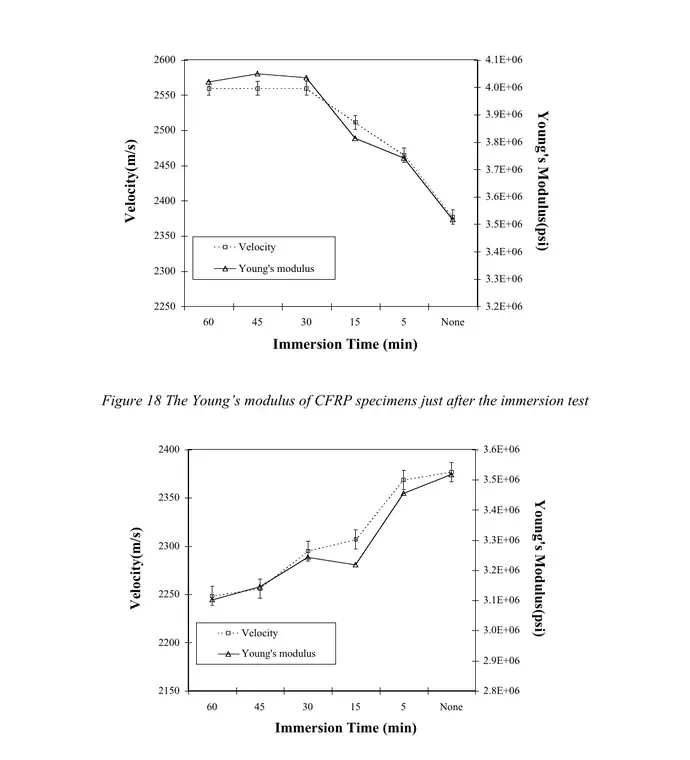 2600
2550
2500
2450
2400
2350
2300
2250
Velocity(m/s)
4.1E+06
4.0E+06
3.9E+06
3.8E+06
3.7E+06
3.6E+06
3.5E+06
3.4E+06
3.3E+06
3.2E+06
Young's Modulus(psi)
Velocity
Young's modulus
60 45 30 15 5 None
Immersion Time (min)
Figure 18 The Young’s modulus of CFRP specimens just after the immersion test
2400
2350
2300
2250
2200
2150
Velocity(m/s)
3.6E+06
3.5E+06
3.4E+06
3.3E+06
3.2E+06
3.1E+06
3.0E+06
2.9E+06
2.8E+06
Young's Modulus(psi)
Velocity
Young's modulus
60 45 30 15 5 None
Immersion Time (min)